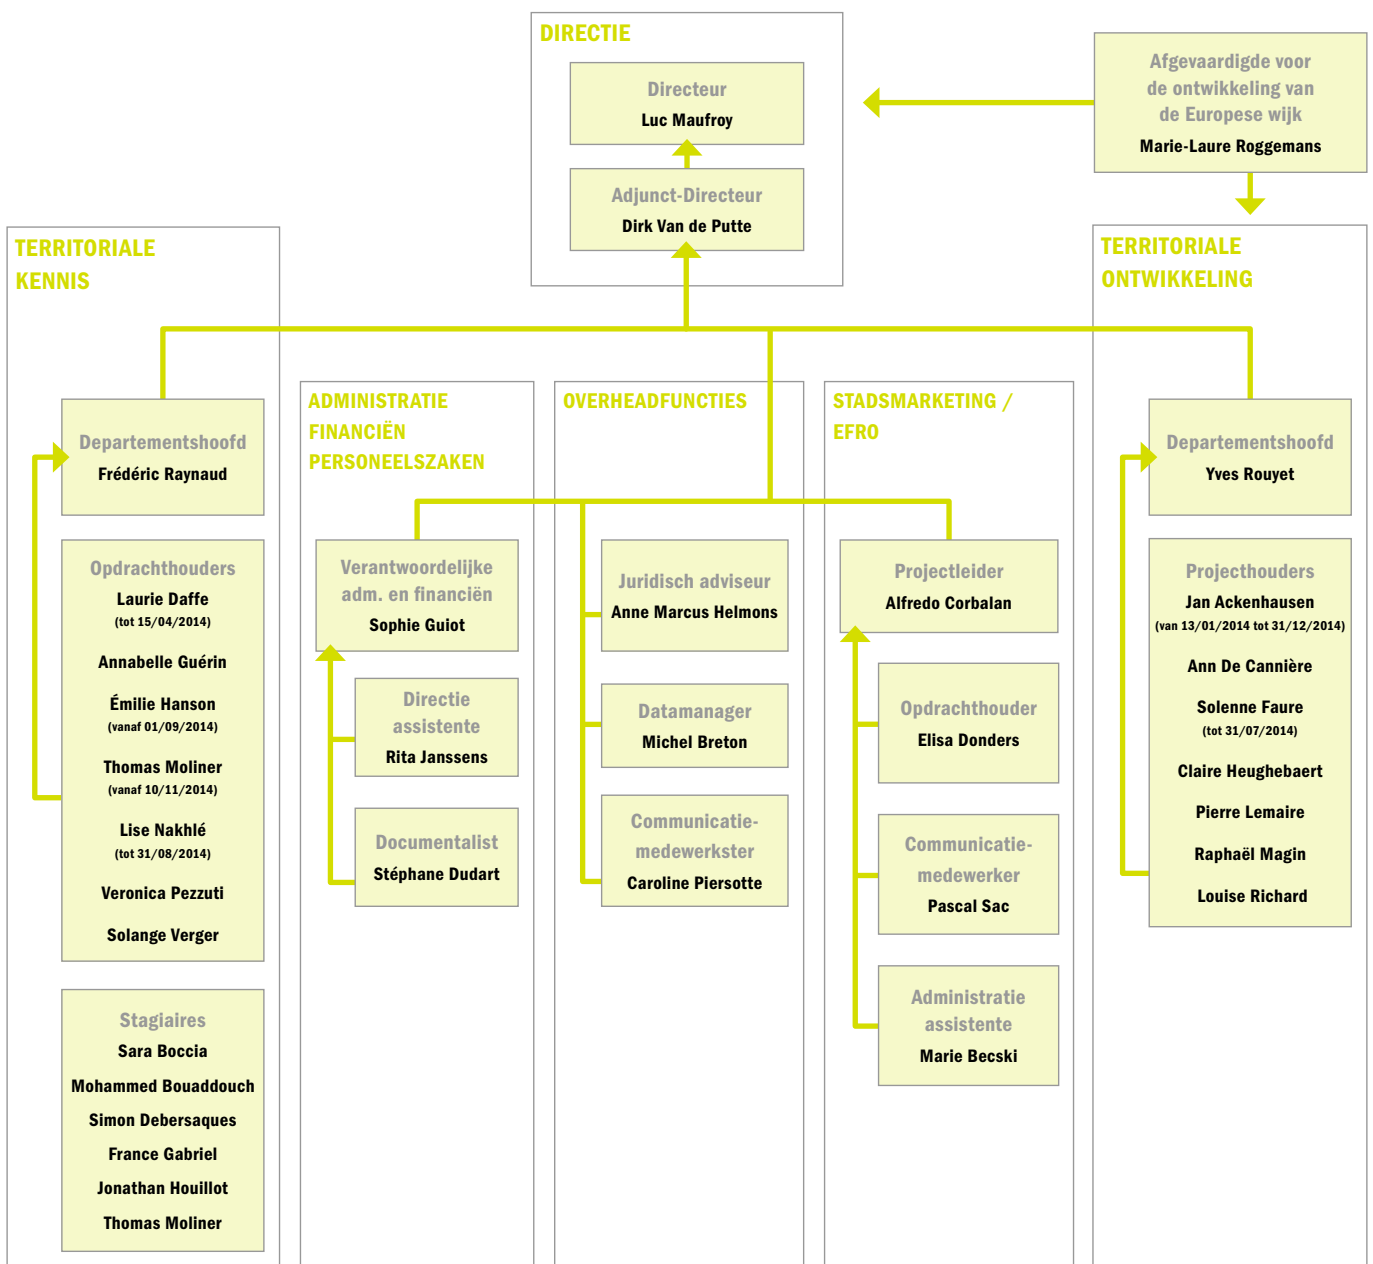 DIRECTIE
Directeur
Luc Maufroy
Adjunct-Directeur
Dirk Van de Putte
Afgevaardigde voor
de ontwikkeling van
de Europese wijk
Marie-Laure Roggemans
TERRITORIALE
KENNIS
Departementshoofd
Frédéric Raynaud
Opdrachthouders
Laurie Daffe
(tot 15/04/2014)
Annabelle Guérin
Émilie Hanson
(vanaf 01/09/2014)
Thomas Moliner
(vanaf 10/11/2014)
Lise Nakhlé
(tot 31/08/2014)
Veronica Pezzuti
Solange Verger
Stagiaires
Sara Boccia
Mohammed Bouaddouch
Simon Debersaques
France Gabriel
Jonathan Houillot
Thomas Moliner
ADMINISTRATIE
FINANCIËN
PERSONEELSZAKEN
Verantwoordelijke
adm. en financiën
Sophie Guiot
Directie
assistente
Rita Janssens
Documentalist
Stéphane Dudart
OVERHEADFUNCTIES
Juridisch adviseur
Anne Marcus Helmons
Datamanager
Michel Breton
Communicatie-
medewerkster
Caroline Piersotte
STADSMARKETING /
EFRO
Projectleider
Alfredo Corbalan
Opdrachthouder
Elisa Donders
Communicatie-
medewerker
Pascal Sac
Administratie
assistente
Marie Becski
TERRITORIALE
ONTWIKKELING
Departementshoofd
Yves Rouyet
Projecthouders
Jan Ackenhausen
(van 13/01/2014 tot 31/12/2014)
Ann De Cannière
Solenne Faure
(tot 31/07/2014)
Claire Heughebaert
Pierre Lemaire
Raphaël Magin
Louise Richard